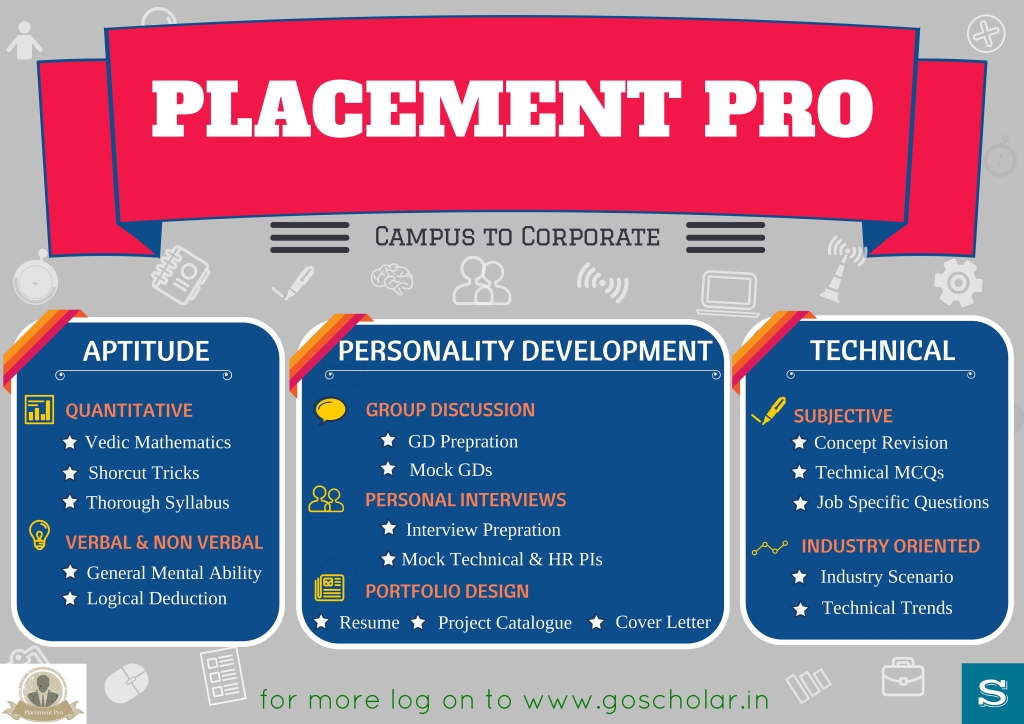 PLACEMENT PRO
CAMPUS TO CORPORATE
APTITUDE
QUANTITATIVE
Vedic Mathematics
Shorcut Tricks
Thorough Syllabus
VERBAL & NON VERBAL
General Mental Ability
Logical Deduction
PERSONALITY DEVELOPMENT
GROUP DISCUSSION
GD Prepration
Mock GDs
PERSONAL INTERVIEWS
Interview Prepration
Mock Technical & HR PIs
PORTFOLIO DESIGN
Resume Project Catalogue Cover Letter
TECHNICAL
SUBJECTIVE
Concept Revision
Technical MCQs
Job Specific Questions
INDUSTRY ORIENTED
Industry Scenario
Technical Trends
Placement Pro
for more log on to www.goscholar.in
S